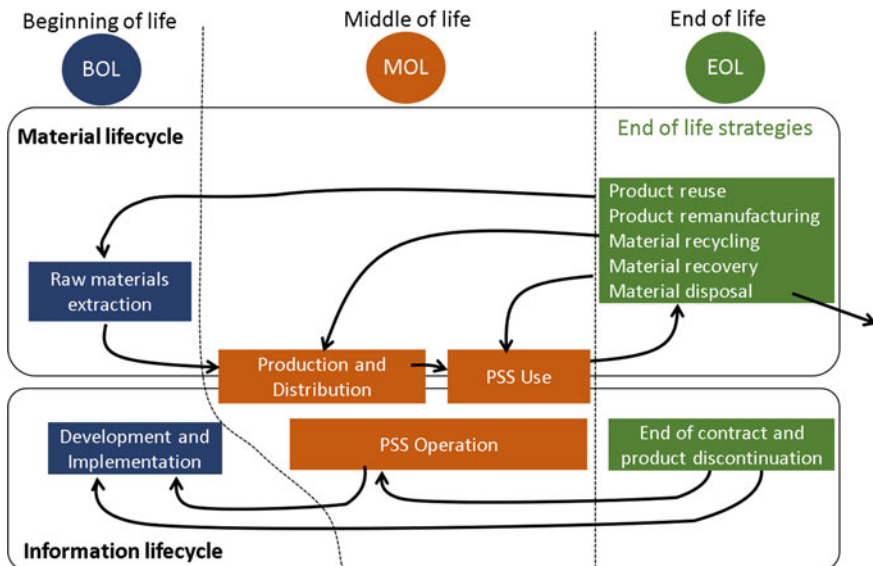 Beginning of life
Middle of life
End of life
BOL
MOL
EOL
Material lifecycle
End of life strategies
Product reuse
Product remanufacturing
Material recycling
Material recovery
Material disposal
Raw materials
extraction
Production and
Distribution
PSS Use
Development and
Implementation
PSS Operation
End of contract and
product discontinuation
Information lifecycle